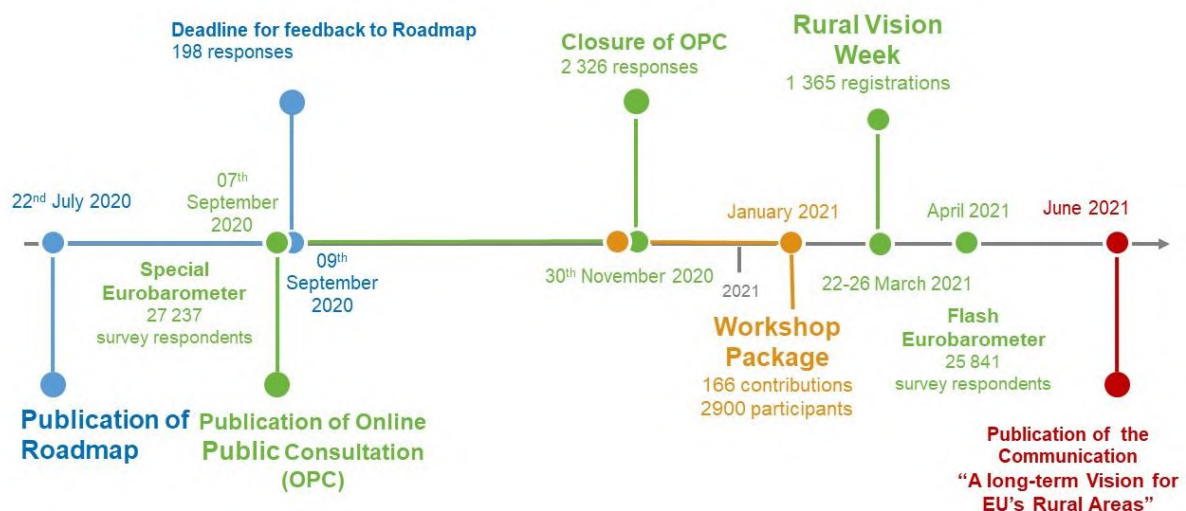 Deadline for feedback to Roadmap
198 responses
Closure of OPC
2 326 responses
Rural Vision
Week
1 365 registrations
22nd July 2020
07th
September
2020
January 2021
April 2021
June 2021
Special
Eurobarometer
27 237
survey respondents
09th
September
2020
30th November 2020
2021
22-26 March 2021
Workshop
Package
166 contributions
2900 participants
Flash
Eurobarometer
25 841
survey respondents
Publication of
Roadmap
Publication of Online
Public Consultation
(OPC)
Publication of the
Communication
“A long-term Vision for
EU’s Rural Areas”